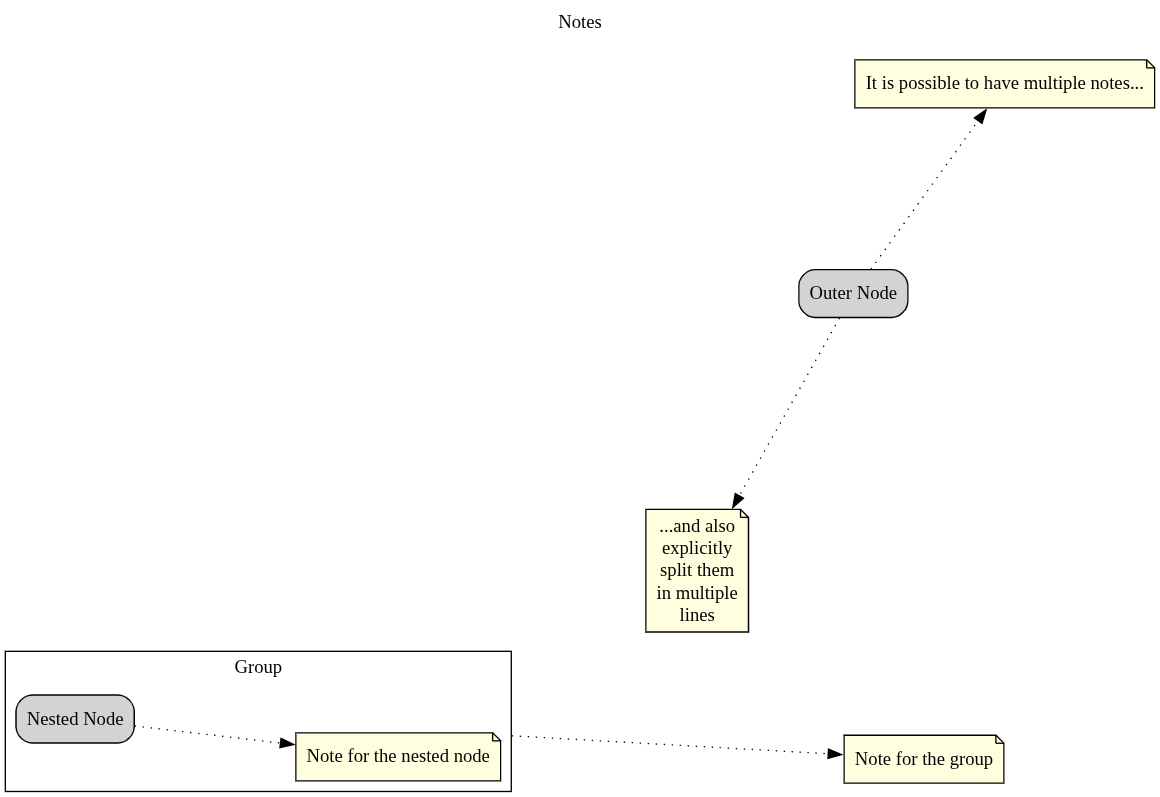 Notes
It is possible to have multiple notes...
Outer Node
...and also
explicitly
split them
in multiple
lines
Group
Nested Node
Note for the nested node
Note for the group